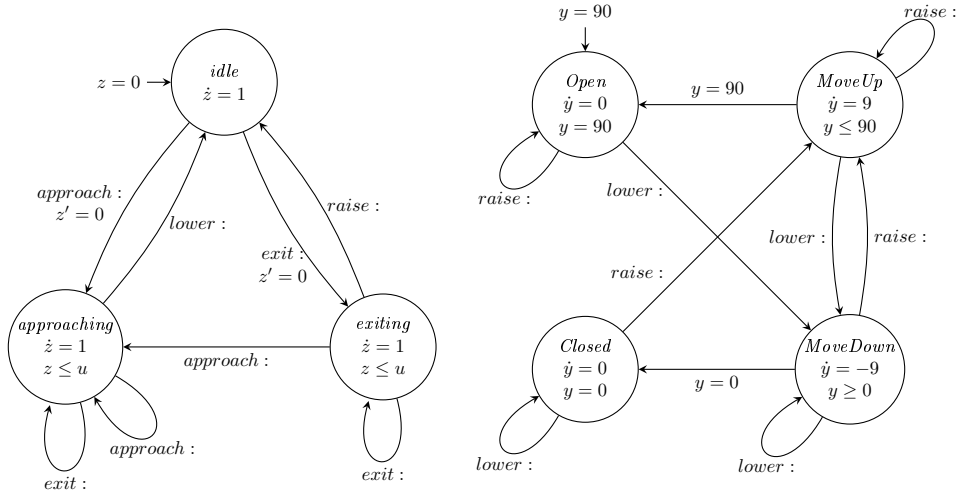 z = 0
idle
ż = 1
approach :
z′ = 0
lower :
exit :
z′ = 0
raise :
approaching
ż = 1
z ≤ u
exiting
ż = 1
z ≤ u
approach :
approach :
exit :
exit :
y = 90
Open
ẏ = 0
y = 90
raise :
y = 90
MoveUp
ẏ = 9
y ≤ 90
raise :
lower :
raise :
lower :
raise :
Closed
ẏ = 0
y = 0
lower :
y = 0
MoveDown
ẏ = −9
y ≥ 0
lower :